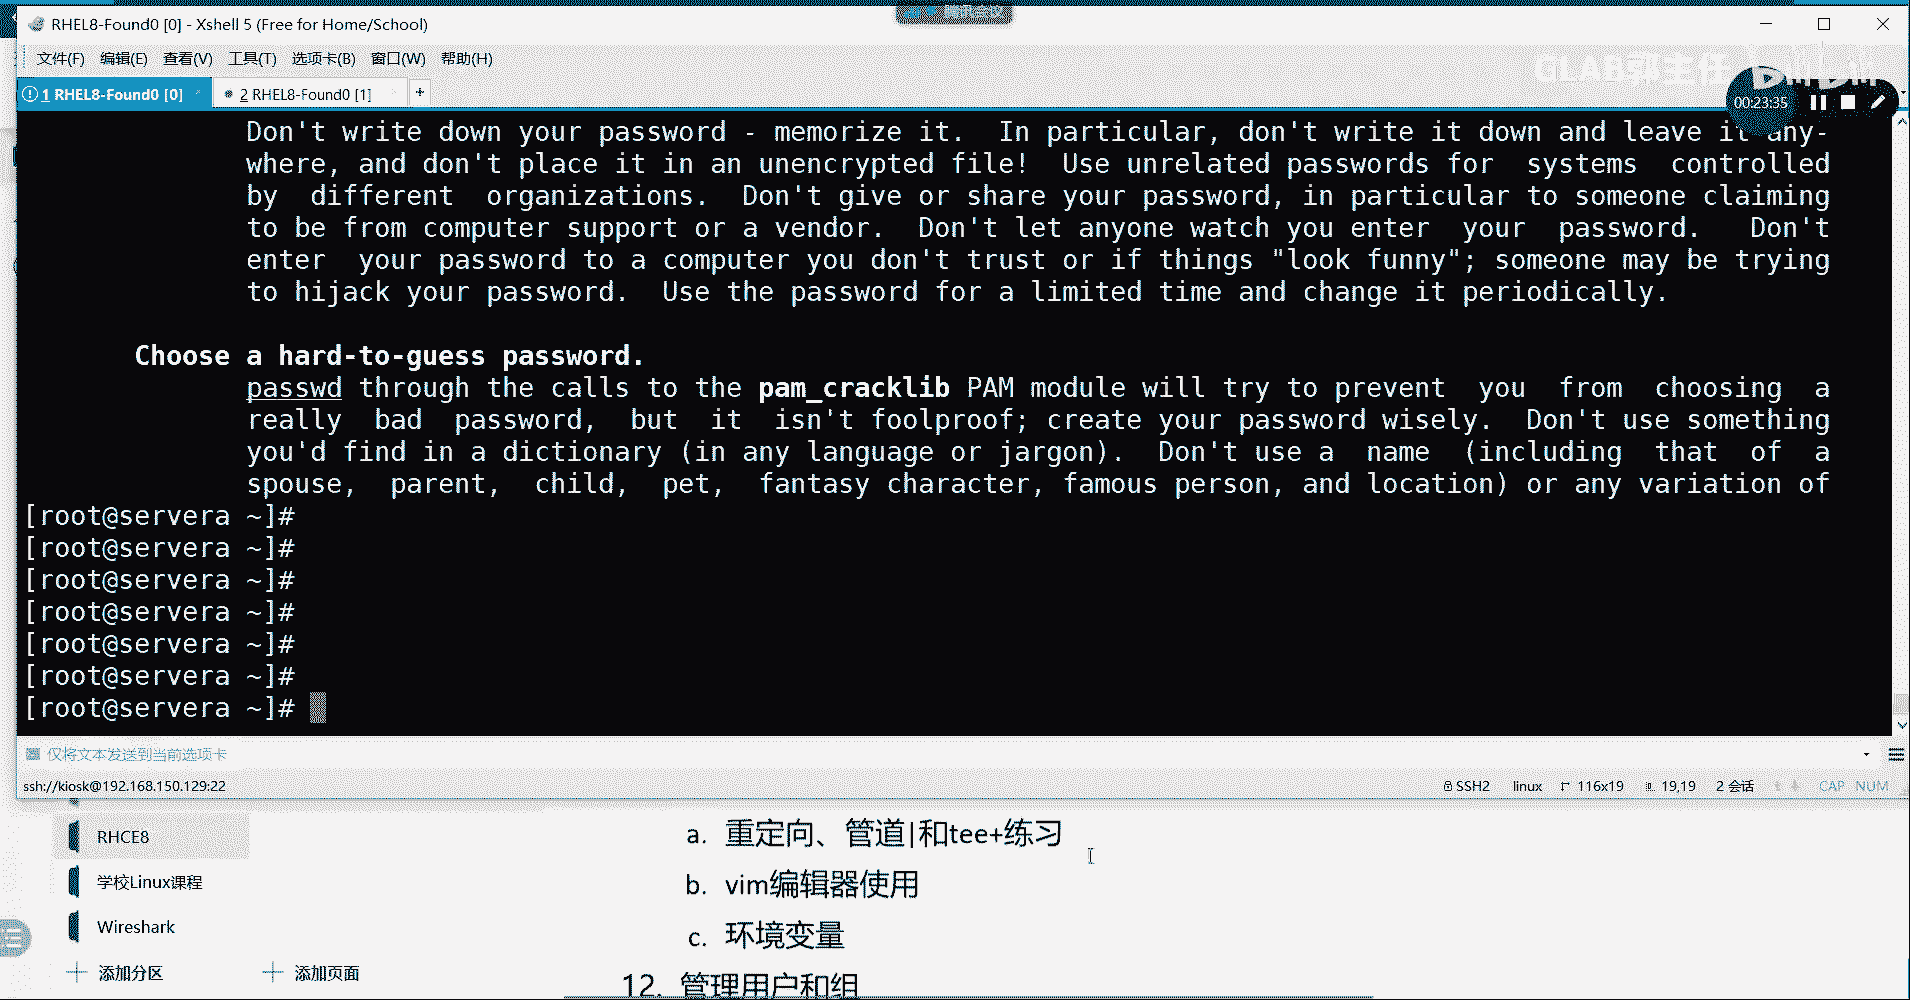 RHEL8-Found0 [0] - Xshell 5 (Free for Home/School)
腾讯会议
文件(F) 编辑(E) 查看(V) 工具(T) 选项卡(B) 窗口(W) 帮助(H)
GLAB郭主任
1 RHEL8-Found0 [0] 2 RHEL8-Found0 [1] +
00:23:35
Don't write down your password - memorize it. In particular, don't write it down and leave it any-
where, and don't place it in an unencrypted file! Use unrelated passwords for systems controlled
by different organizations. Don't give or share your password, in particular to someone claiming
to be from computer support or a vendor. Don't let anyone watch you enter your password. Don't
enter your password to a computer you don't trust or if things "look funny"; someone may be trying
to hijack your password. Use the password for a limited time and change it periodically.
Choose a hard-to-guess password.
passwd through the calls to the pam_cracklib PAM module will try to prevent you from choosing a
really bad password, but it isn't foolproof; create your password wisely. Don't use something
you'd find in a dictionary (in any language or jargon). Don't use a name (including that of a
spouse, parent, child, pet, fantasy character, famous person, and location) or any variation of
[root@servera ~]#
[root@servera ~]#
[root@servera ~]#
[root@servera ~]#
[root@servera ~]#
[root@servera ~]#
[root@servera ~]#
仅将文本发送到当前选项卡
ssh://kiosk@192.168.150.129:22 SSH2 linux 116x19 19,19 2 会话 CAP NUM
RHCE8
学校Linux课程
Wireshark
+ 添加分区 + 添加页面
a. 重定向、管道|和tee+练习
b. vim编辑器使用
c. 环境变量
12. 管理用户和组